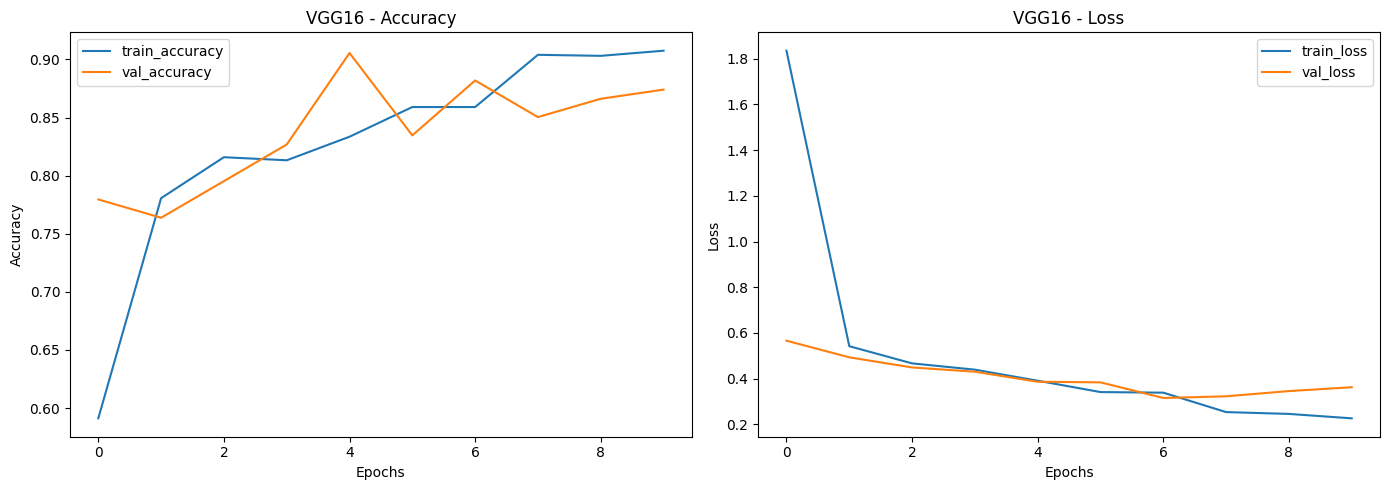 VGG16 - Accuracy
train_accuracy
val_accuracy
0.90
0.85
0.80
0.75
0.70
0.65
0.60
Accuracy
0 2 4 6 8
Epochs
VGG16 - Loss
train_loss
val_loss
1.8
1.6
1.4
1.2
1.0
0.8
0.6
0.4
0.2
Loss
0 2 4 6 8
Epochs